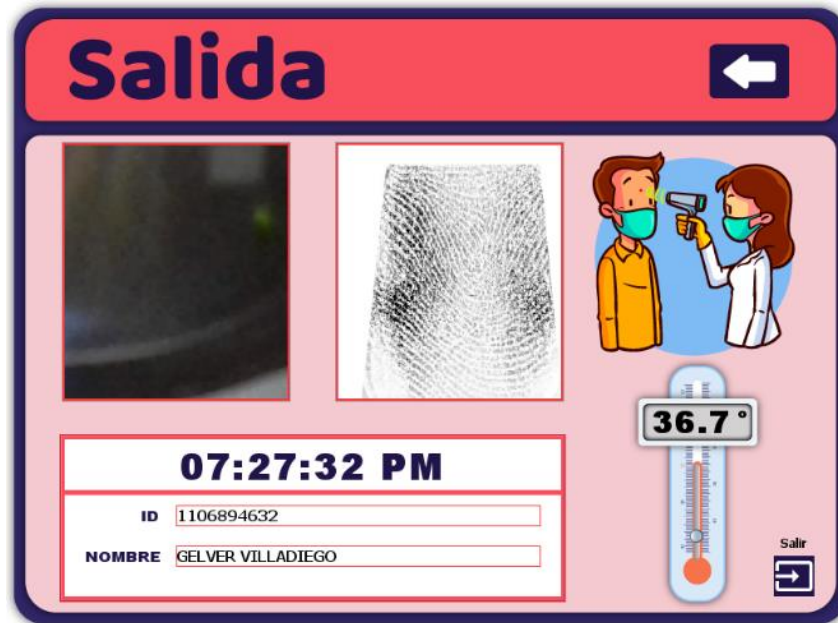 Salida
36.7°
07:27:32 PM
ID 1106894632
NOMBRE GELVER VILLADIEGO
Salir